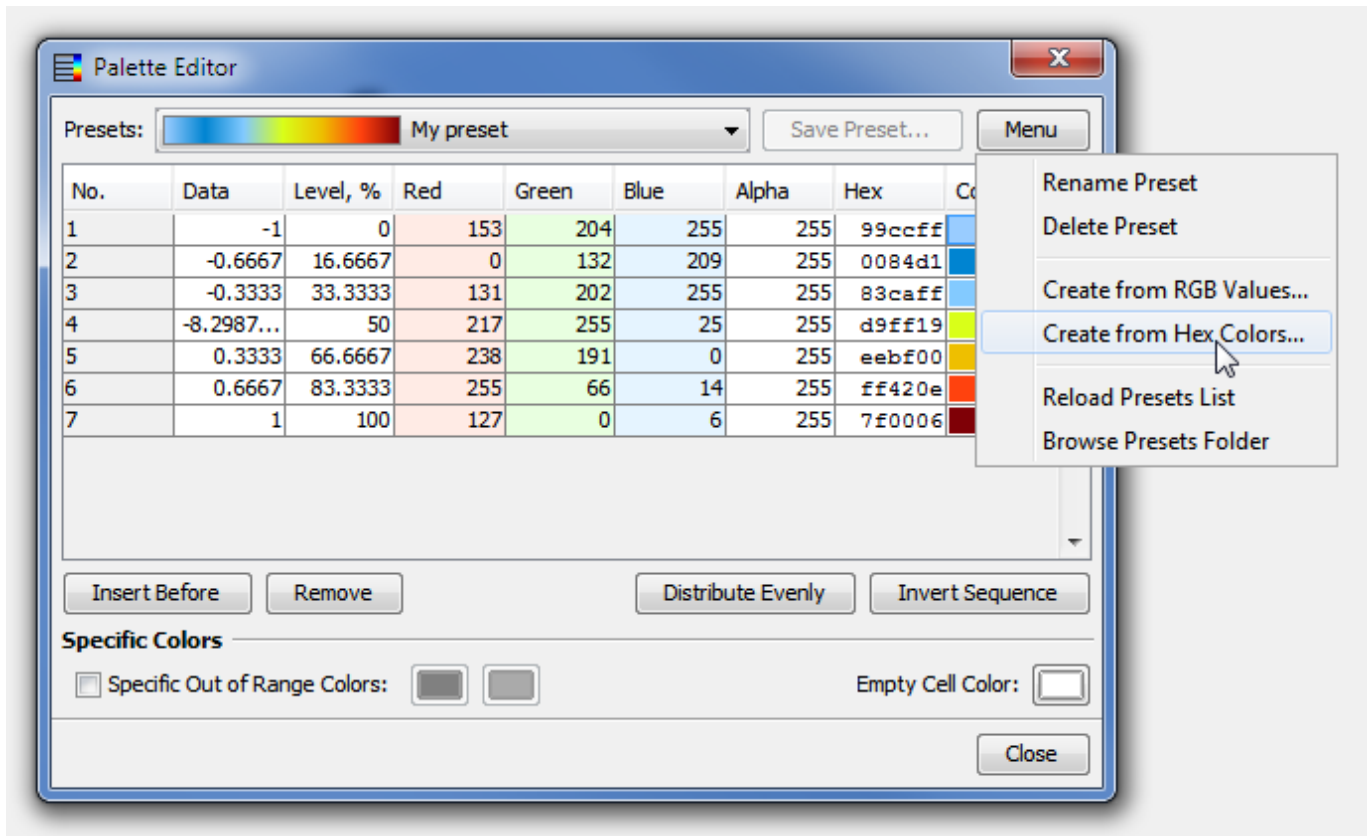 Palette Editor
Presets: My preset Save Preset... Menu
No. Data Level, % Red Green Blue Alpha Hex
1 -1 0 153 204 255 255 99ccff
2 -0.6667 16.6667 0 132 209 255 0084d1
3 -0.3333 33.3333 131 202 255 255 83caff
4 -8.2987... 50 217 255 25 255 d9ff19
5 0.3333 66.6667 238 191 0 255 eebf00
6 0.6667 83.3333 255 66 14 255 ff420e
7 1 100 127 0 6 255 7f0006
Rename Preset
Delete Preset
Create from RGB Values...
Create from Hex Colors...
Reload Presets List
Browse Presets Folder
Insert Before Remove Distribute Evenly Invert Sequence
Specific Colors
Specific Out of Range Colors: Empty Cell Color:
Close